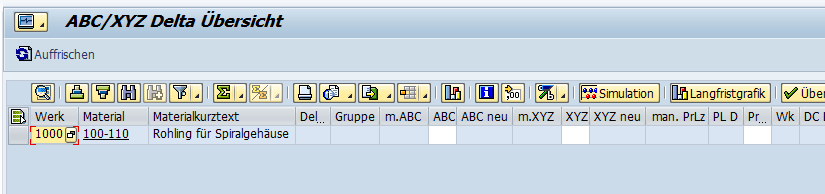 ABC/XYZ Delta Übersicht
Auffrischen
Simulation Langfristgrafik Über
Werk Material Materialkurztext Del... Gruppe m.ABC ABC ABC neu m.XYZ XYZ XYZ neu man. PrLz PL D Pr... Wk DC
1000 100-110 Rohling für Spiralgehäuse